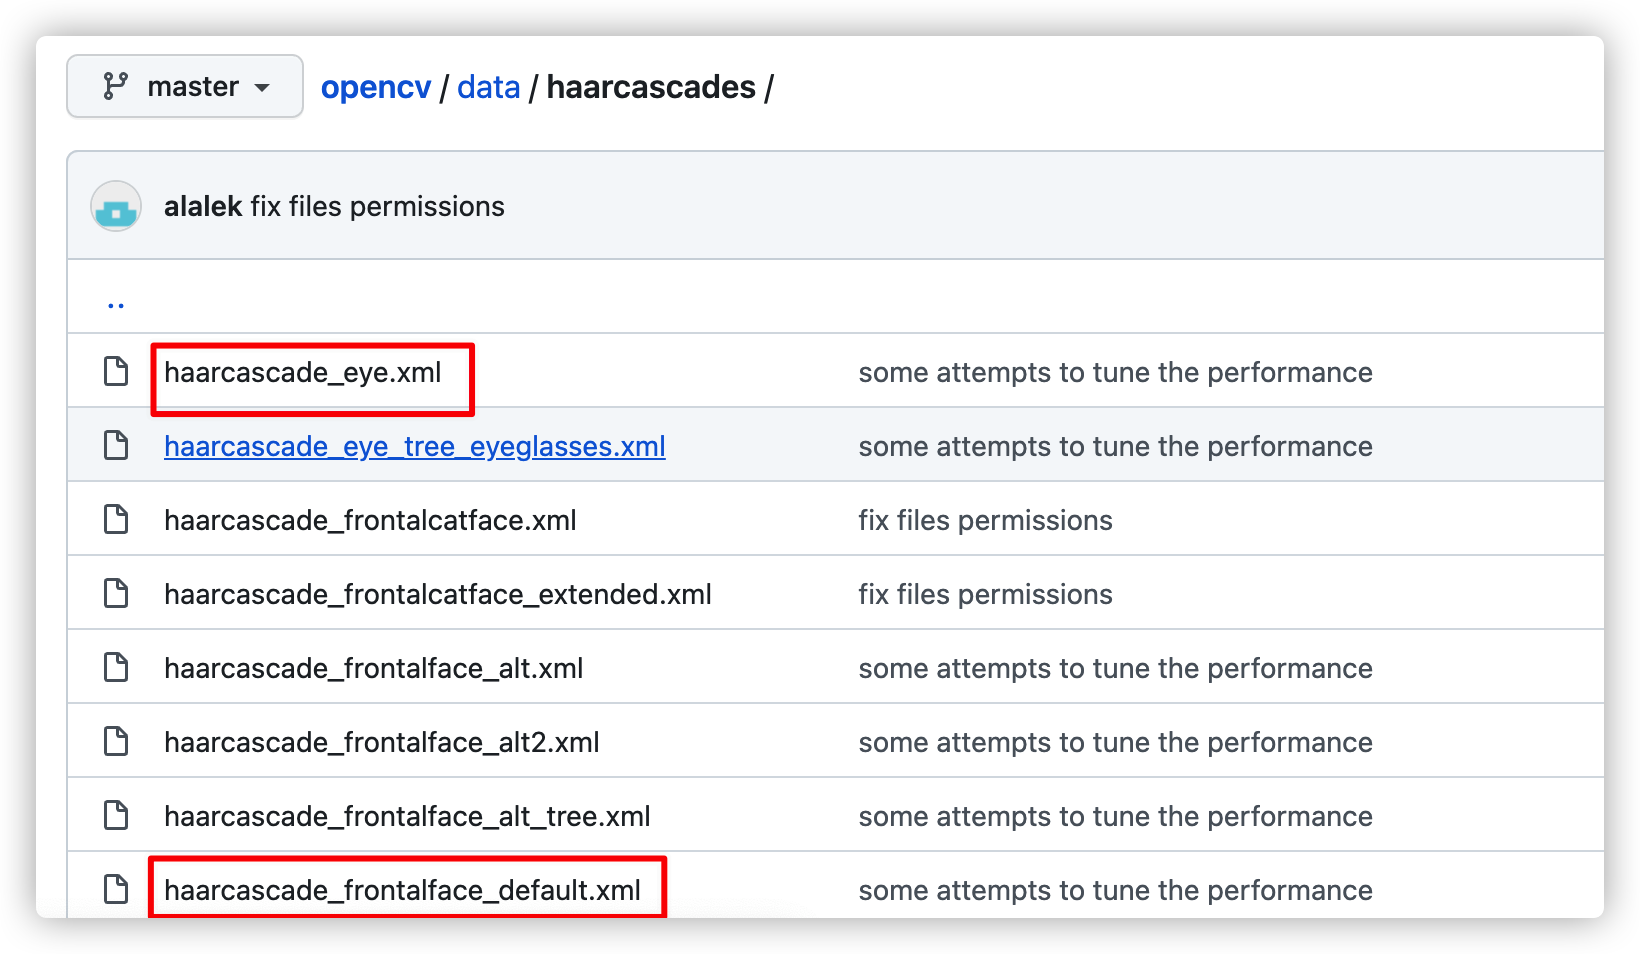 master opencv / data / haarcascades /
alalek fix files permissions
..
haarcascade_eye.xml some attempts to tune the performance
haarcascade_eye_tree_eyeglasses.xml some attempts to tune the performance
haarcascade_frontalcatface.xml fix files permissions
haarcascade_frontalcatface_extended.xml fix files permissions
haarcascade_frontalface_alt.xml some attempts to tune the performance
haarcascade_frontalface_alt2.xml some attempts to tune the performance
haarcascade_frontalface_alt_tree.xml some attempts to tune the performance
haarcascade_frontalface_default.xml some attempts to tune the performance